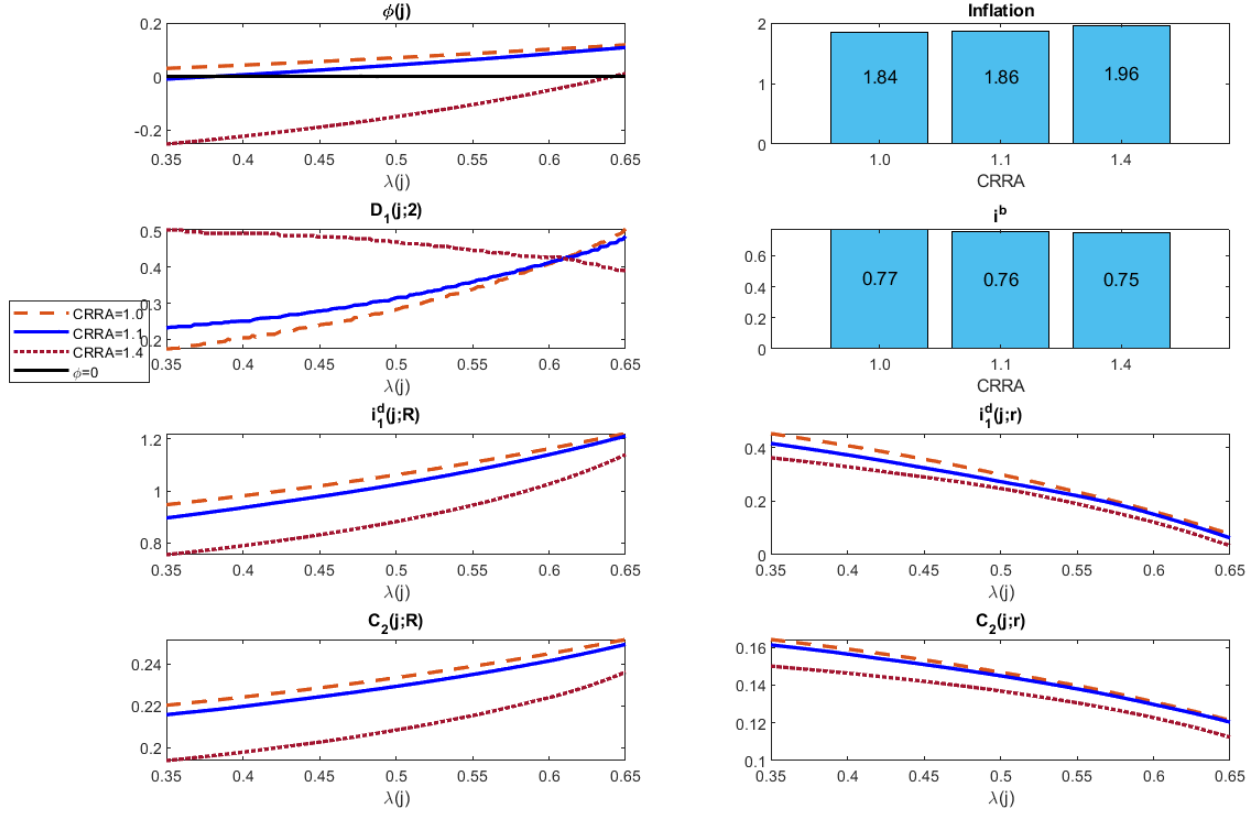 ϕ(j)
0.2
0
-0.2
0.35 0.4 0.45 0.5 0.55 0.6 0.65
λ(j)
Inflation
2
1
0
1.84 1.86 1.96
1.0 1.1 1.4
CRRA
D₁(j;2)
0.5
0.4
0.3
0.2
0.35 0.4 0.45 0.5 0.55 0.6 0.65
λ(j)
CRRA=1.0
CRRA=1.1
CRRA=1.4
ϕ=0
iᵇ
0.6
0.4
0.2
0
0.77 0.76 0.75
1.0 1.1 1.4
CRRA
i₁ᵈ(j;R)
1.2
1
0.8
0.35 0.4 0.45 0.5 0.55 0.6 0.65
λ(j)
i₁ᵈ(j;r)
0.4
0.2
0
0.35 0.4 0.45 0.5 0.55 0.6 0.65
λ(j)
C₂(j;R)
0.24
0.22
0.2
0.35 0.4 0.45 0.5 0.55 0.6 0.65
λ(j)
C₂(j;r)
0.16
0.14
0.12
0.1
0.35 0.4 0.45 0.5 0.55 0.6 0.65
λ(j)